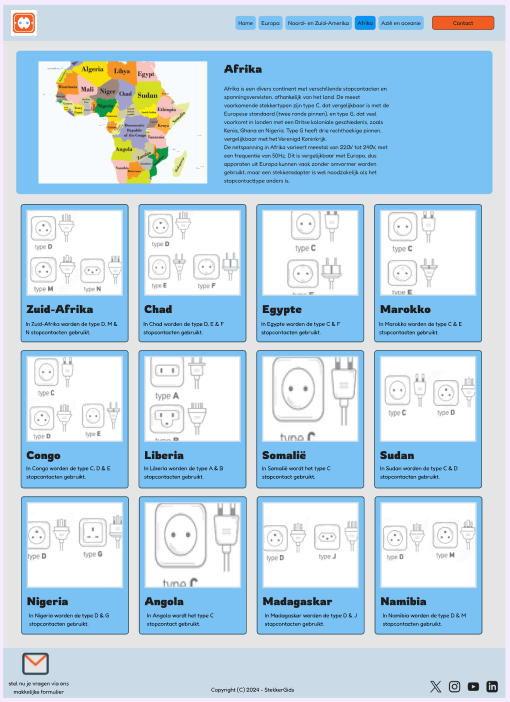 Home Europa Noord- en Zuid-Amerika Afrika Azië en oceanie Contact
Afrika
Afrika is een divers continent met verschillende stopcontacten en
spanningsvereisten, afhankelijk van het land. De meest
voorkomende stekkertypen zijn type C, dat vergelijkbaar is met de
Europese standaard (twee ronde pinnen), en type G, dat veel
voorkomt in landen met een Britse koloniale geschiedenis, zoals
Kenia, Ghana en Nigeria. Type G heeft drie rechthoekige pinnen,
vergelijkbaar met het Verenigd Koninkrijk.
De netspanning in Afrika varieert meestal van 220V tot 240V, met
een frequentie van 50Hz. Dit is vergelijkbaar met Europa, dus
apparaten uit Europa kunnen vaak zonder omvormer worden
gebruikt, maar een stekkeradapter is wel noodzakelijk als het
stopcontacttype anders is.
Algeria Libya Egypt
Mali Niger Chad Sudan
Nigeria Ethiopia
Democratic
Republic
of the Congo
Kenya
Tanzania
Angola
Namibia
type D
type M type N
Zuid-Afrika
In Zuid-Afrika worden de type D, M &
N stopcontacten gebruikt.
type D
type E type F
Chad
In Chad worden de type D, E & F
stopcontacten gebruikt.
type C
Egypte
In Egypte worden de type C & F
stopcontacten gebruikt.
type C
type E
Marokko
In Marokko worden de type C & E
stopcontacten gebruikt.
type C
type D type E
Congo
In Congo worden de type C, D & E
stopcontacten gebruikt.
type A
type B
Liberia
In Liberia worden de type A & B
stopcontacten gebruikt.
type C
Somalië
In Somalië wordt het type C
stopcontact gebruikt.
type C type D
Sudan
In Sudan worden de type C & D
stopcontacten gebruikt.
type D type G
Nigeria
In Nigeria worden de type D & G
stopcontacten gebruikt.
type C
Angola
In Angola wordt het type C
stopcontact gebruikt.
type D type J
Madagaskar
In Madagaskar worden de type D & J
stopcontacten gebruikt.
type D type M
Namibia
In Namibia worden de type D & M
stopcontacten gebruikt.
stel nu je vragen via ons
makkelijke formulier
Copyright (C) 2024 - StekkerGids